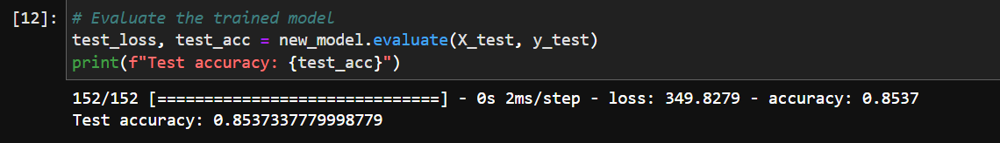 [12]: # Evaluate the trained model
test_loss, test_acc = new_model.evaluate(X_test, y_test)
print(f"Test accuracy: {test_acc}")
152/152 [==============================] - 0s 2ms/step - loss: 349.8279 - accuracy: 0.8537
Test accuracy: 0.8537337779998779